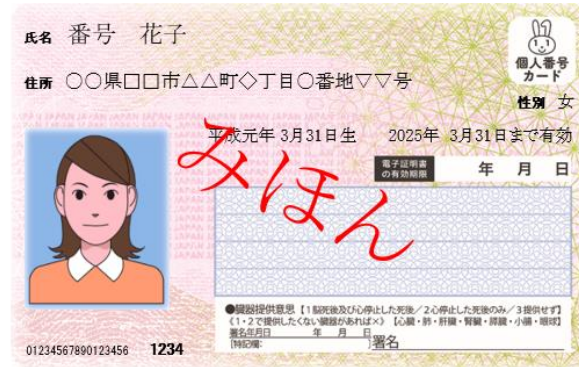 氏名 番号 花子
個人番号
カード
住所 ○○県□□市△△町◇丁目○番地▽▽号
性別 女
平成元年 3月31日生 2025年 3月31日まで有効
みほん
電子証明書
の有効期限 年 月 日
●臓器提供意思【1脳死後及び心停止した死後/2心停止した死後のみ/3提供せず】
《1・2で提供したくない臓器があれば×》【心臓・肺・肝臓・腎臓・膵臓・小腸・眼球】
署名年月日 年 月 日
[特記欄: ]署名
01234567890123456 1234